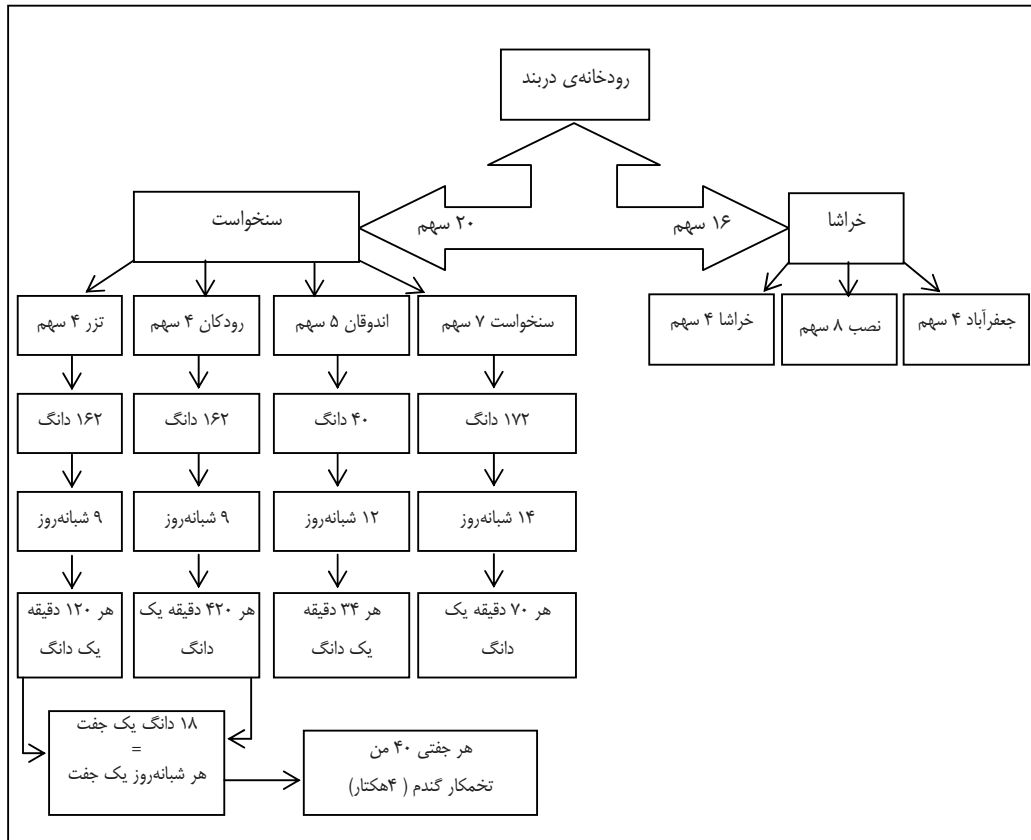 رودخانه‌ی دربند
۱۶ سهم
۲۰ سهم
خراشا
سنخواست
جعفرآباد ۴ سهم
نصب ۸ سهم
خراشا ۴ سهم
سنخواست ۷ سهم
اندوقان ۵ سهم
رودکان ۴ سهم
تزر ۴ سهم
۱۷۲ دانگ
۴۰ دانگ
۱۶۲ دانگ
۱۶۲ دانگ
۱۴ شبانه‌روز
۱۲ شبانه‌روز
۹ شبانه‌روز
۹ شبانه‌روز
هر ۷۰ دقیقه یک
دانگ
هر ۳۴ دقیقه
یک دانگ
هر ۴۲۰ دقیقه یک
دانگ
هر ۱۲۰ دقیقه
یک دانگ
۱۸ دانگ یک جفت
=
هر شبانه‌روز یک جفت
هر جفتی ۴۰ من
تخمکار گندم ( ۴هکتار)